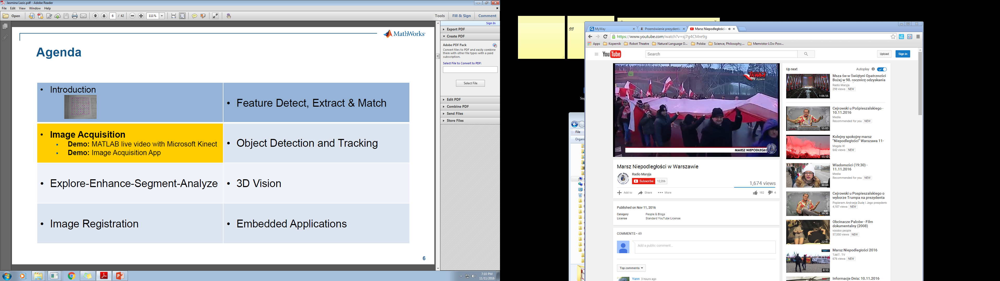 Jasmina Lazic.pdf - Adobe Reader
File Edit View Window Help
Open
6 / 42
111%
Tools Fill & Sign Comment
Sign In
Export PDF
Create PDF
Adobe PDF Pack
Convert files to PDF and easily combine
them with other file types with a paid
subscription.
Select File to Convert to PDF:
Select File
Edit PDF
Combine PDF
Send Files
Store Files
MathWorks
Agenda
• Introduction
• Feature Detect, Extract & Match
• Image Acquisition
▪ Demo: MATLAB live video with Microsoft Kinect
▪ Demo: Image Acquisition App
• Object Detection and Tracking
• Explore-Enhance-Segment-Analyze
• 3D Vision
• Image Registration
• Embedded Applications
6
7:10 PM
11/11/2016
gg
File
MyWay
Przemówienie prezydenta
Marsz Niepodległości
https://www.youtube.com/watch?v=sj7g4CMre9g
Apps Kopernik Robot Theatre Natural Language O... Polska Science, Philosophy,... Memristor LOw Pow...
YouTube
Search
Upload
Sign in
TRWAM
na żywo
MARSZ NIEPODLEGŁ
Marsz Niepodległości w Warszawie
Radio Maryja
Subscribe 12,206
1,674 views
Add to Share More
182 4
Published on Nov 11, 2016
Category People & Blogs
License Standard YouTube License
COMMENTS • 49
Add a public comment...
Top comments
Yann 3 hours ago
Up next
Autoplay
Msza św w Świątyni Opatrzności
Bożej w 98. rocznicę odzyskania
Radio Maryja
298 views NEW
1:06:56
Cejrowski u Pośpieszalskiego -
10.11.2016
Media
Recommended for you NEW
55:03
Kolejny spokojny marsz
"Niepodległości" Warszawa 11-
Magda W
642 views NEW
15:12
Wiadomości (19:30) -
11.11.2016
Media
Recommended for you NEW
30:04
Cejrowski u Pospieszalskiego o
wyborze Trumpa na prezydenta
Popieram Andrzeja Dudę i Jego prezydent
4,187 views NEW
39:38
Obcinacze Palców - Film
dokumentalny (2008)
voodoo people
57,550 views NEW
22:41
Marsz Niepodległości 2016
TAKT. TV
676 views NEW
8:13
Informacje Dnia: 10.11.2016